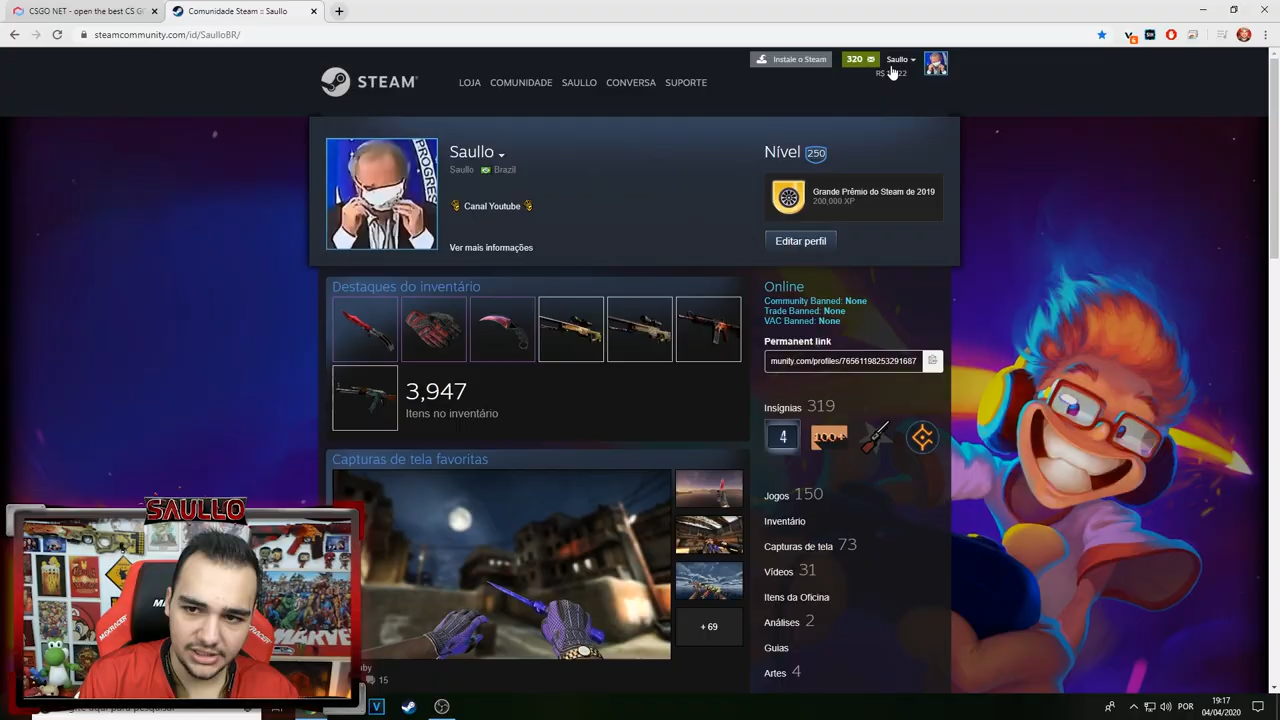 CSGO NET - open the best CS GO
Comunidade Steam :: Saullo
steamcommunity.com/id/SaulloBR/
STEAM
LOJA COMUNIDADE SAULLO CONVERSA SUPORTE
Instale o Steam
320
Saullo
R$
Saullo
Saullo Brazil
Canal Youtube
Ver mais informações
PROGRES
Nível 250
Grande Prêmio do Steam de 2019
200,000 XP
Editar perfil
Destaques do inventário
3,947
Itens no inventário
Capturas de tela favoritas
+ 69
15
Online
Community Banned: None
Trade Banned: None
VAC Banned: None
Permanent link
munity.com/profiles/76561198253291687
Insígnias 319
4
100+
Jogos 150
Inventário
Capturas de tela 73
Vídeos 31
Itens da Oficina
Análises 2
Guias
Artes 4
SAULLO
MARVEL
POR
19:17
04/04/2020